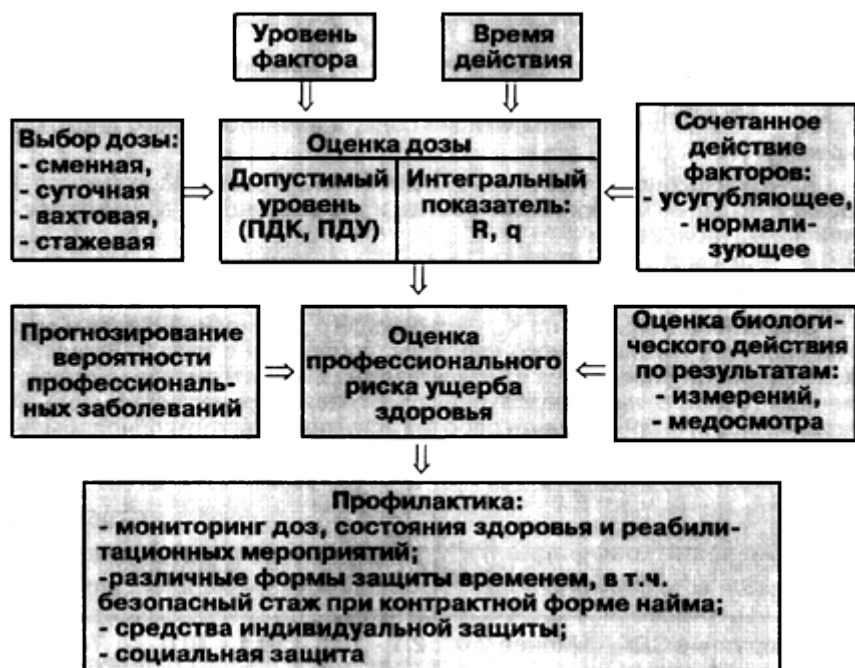 Уровень
фактора
Время
действия
Выбор дозы:
- сменная,
- суточная
- вахтовая,
- стажевая
Оценка дозы
Допустимый
уровень
(ПДК, ПДУ)
Интегральный
показатель:
R, q
Сочетанное
действие
факторов:
- усугубляющее,
- нормали-
зующее
Прогнозирование
вероятности
профессиональ-
ных заболеваний
Оценка
профессионального
риска ущерба
здоровья
Оценка биологи-
ческого действия
по результатам:
- измерений,
- медосмотра
Профилактика:
- мониторинг доз, состояния здоровья и реабили-
тационных мероприятий;
-различные формы защиты временем, в т.ч.
безопасный стаж при контрактной форме найма;
- средства индивидуальной защиты;
- социальная защита